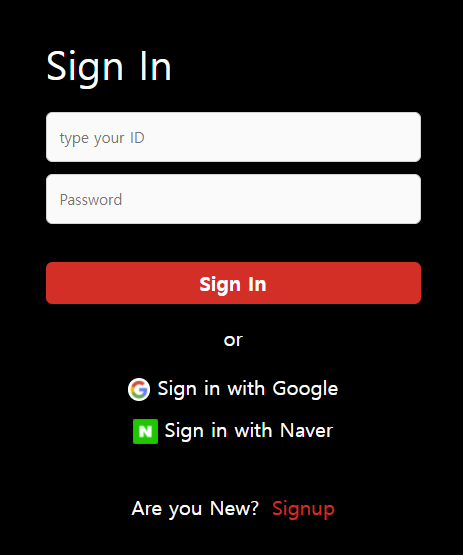 Sign In
type your ID
Password
Sign In
or
G Sign in with Google
N Sign in with Naver
Are you New? Signup